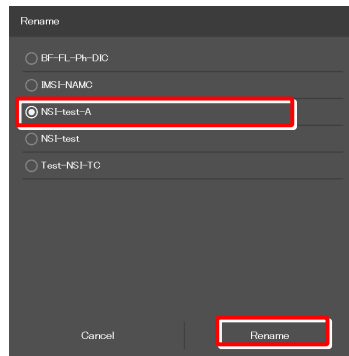 Rename
BF-FL-Ph-DIC
IMSI-NAMC
NSI-test-A
NSI-test
Test-NSI-TC
Cancel
Rename